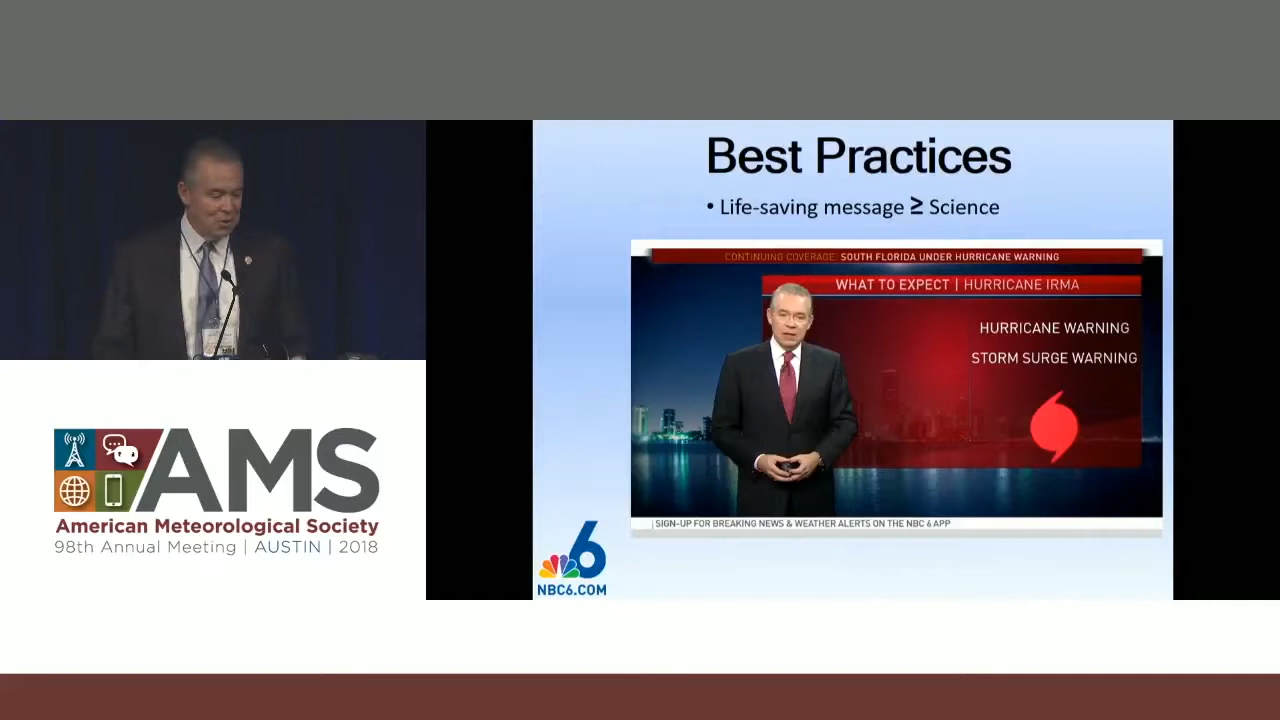 Best Practices
• Life-saving message ≥ Science
CONTINUING COVERAGE: SOUTH FLORIDA UNDER HURRICANE WARNING
WHAT TO EXPECT | HURRICANE IRMA
HURRICANE WARNING
STORM SURGE WARNING
SIGN-UP FOR BREAKING NEWS & WEATHER ALERTS ON THE NBC 6 APP
6
NBC6.COM
AMS
American Meteorological Society
98th Annual Meeting | AUSTIN | 2018